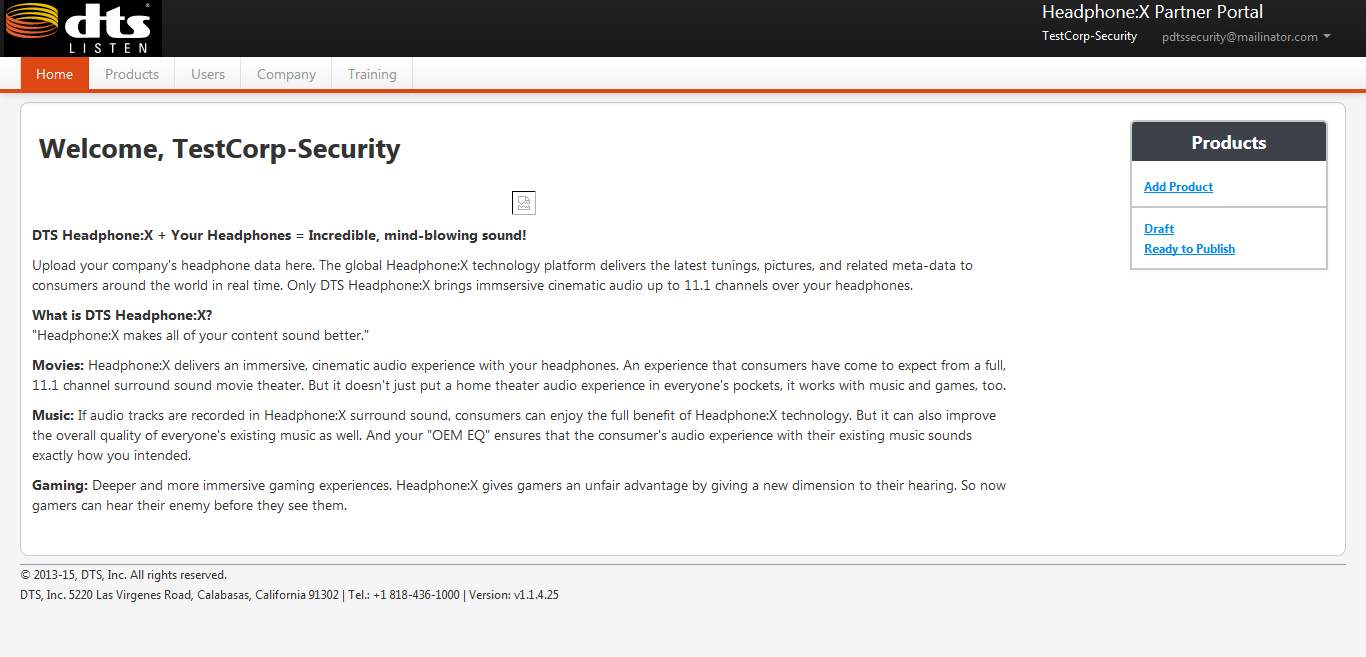 dts
LISTEN
Headphone:X Partner Portal
TestCorp-Security pdtssecurity@mailinator.com
Home Products Users Company Training
Welcome, TestCorp-Security
DTS Headphone:X + Your Headphones = Incredible, mind-blowing sound!
Upload your company's headphone data here. The global Headphone:X technology platform delivers the latest tunings, pictures, and related meta-data to
consumers around the world in real time. Only DTS Headphone:X brings immsersive cinematic audio up to 11.1 channels over your headphones.
What is DTS Headphone:X?
"Headphone:X makes all of your content sound better."
Movies: Headphone:X delivers an immersive, cinematic audio experience with your headphones. An experience that consumers have come to expect from a full,
11.1 channel surround sound movie theater. But it doesn't just put a home theater audio experience in everyone's pockets, it works with music and games, too.
Music: If audio tracks are recorded in Headphone:X surround sound, consumers can enjoy the full benefit of Headphone:X technology. But it can also improve
the overall quality of everyone's existing music as well. And your "OEM EQ" ensures that the consumer's audio experience with their existing music sounds
exactly how you intended.
Gaming: Deeper and more immersive gaming experiences. Headphone:X gives gamers an unfair advantage by giving a new dimension to their hearing. So now
gamers can hear their enemy before they see them.
Products
Add Product
Draft
Ready to Publish
© 2013-15, DTS, Inc. All rights reserved.
DTS, Inc. 5220 Las Virgenes Road, Calabasas, California 91302 | Tel.: +1 818-436-1000 | Version: v1.1.4.25